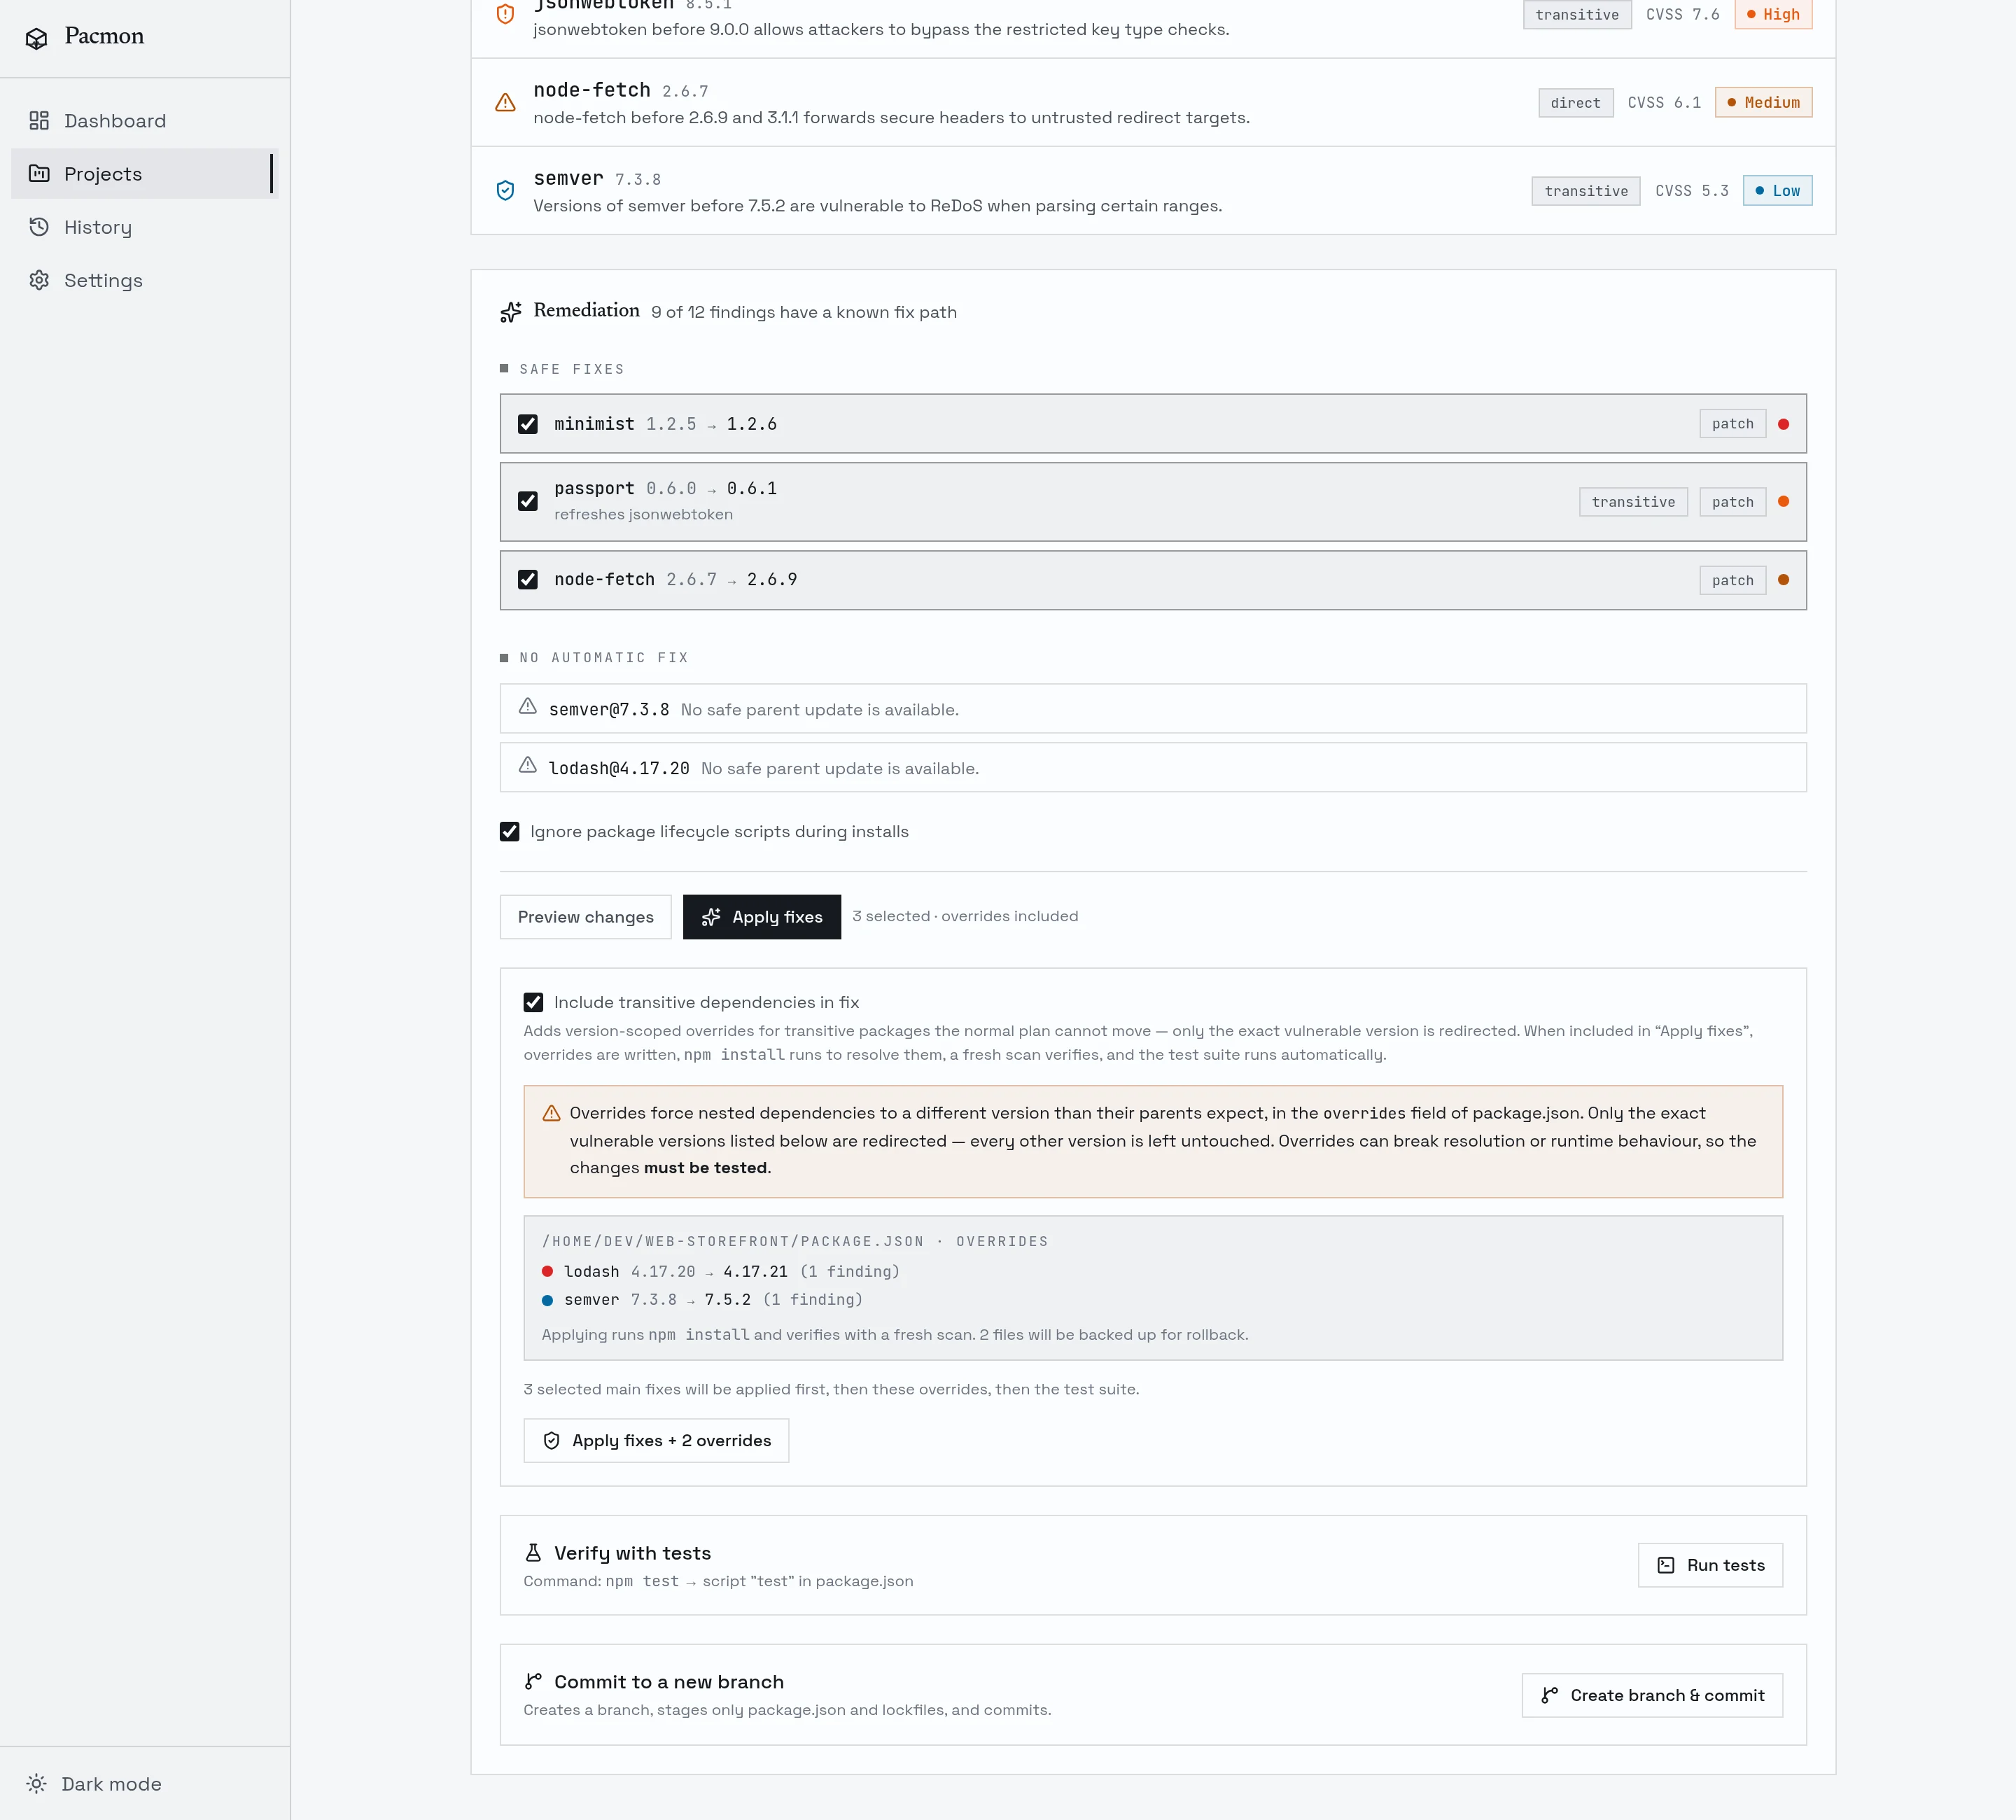 Pacmon
Dashboard
Projects
History
Settings
Dark mode
jsonwebtoken 8.5.1
jsonwebtoken before 9.0.0 allows attackers to bypass the restricted key type checks.
transitive CVSS 7.6 High
node-fetch 2.6.7
node-fetch before 2.6.9 and 3.1.1 forwards secure headers to untrusted redirect targets.
direct CVSS 6.1 Medium
semver 7.3.8
Versions of semver before 7.5.2 are vulnerable to ReDoS when parsing certain ranges.
transitive CVSS 5.3 Low
Remediation 9 of 12 findings have a known fix path
SAFE FIXES
minimist 1.2.5 → 1.2.6 patch
passport 0.6.0 → 0.6.1
refreshes jsonwebtoken
transitive patch
node-fetch 2.6.7 → 2.6.9 patch
NO AUTOMATIC FIX
semver@7.3.8 No safe parent update is available.
lodash@4.17.20 No safe parent update is available.
Ignore package lifecycle scripts during installs
Preview changes Apply fixes 3 selected · overrides included
Include transitive dependencies in fix
Adds version-scoped overrides for transitive packages the normal plan cannot move — only the exact vulnerable version is redirected. When included in “Apply fixes”,
overrides are written, npm install runs to resolve them, a fresh scan verifies, and the test suite runs automatically.
Overrides force nested dependencies to a different version than their parents expect, in the overrides field of package.json. Only the exact
vulnerable versions listed below are redirected — every other version is left untouched. Overrides can break resolution or runtime behaviour, so the
changes must be tested.
/HOME/DEV/WEB-STOREFRONT/PACKAGE.JSON · OVERRIDES
lodash 4.17.20 → 4.17.21 (1 finding)
semver 7.3.8 → 7.5.2 (1 finding)
Applying runs npm install and verifies with a fresh scan. 2 files will be backed up for rollback.
3 selected main fixes will be applied first, then these overrides, then the test suite.
Apply fixes + 2 overrides
Verify with tests
Command: npm test → script "test" in package.json
Run tests
Commit to a new branch
Creates a branch, stages only package.json and lockfiles, and commits.
Create branch & commit